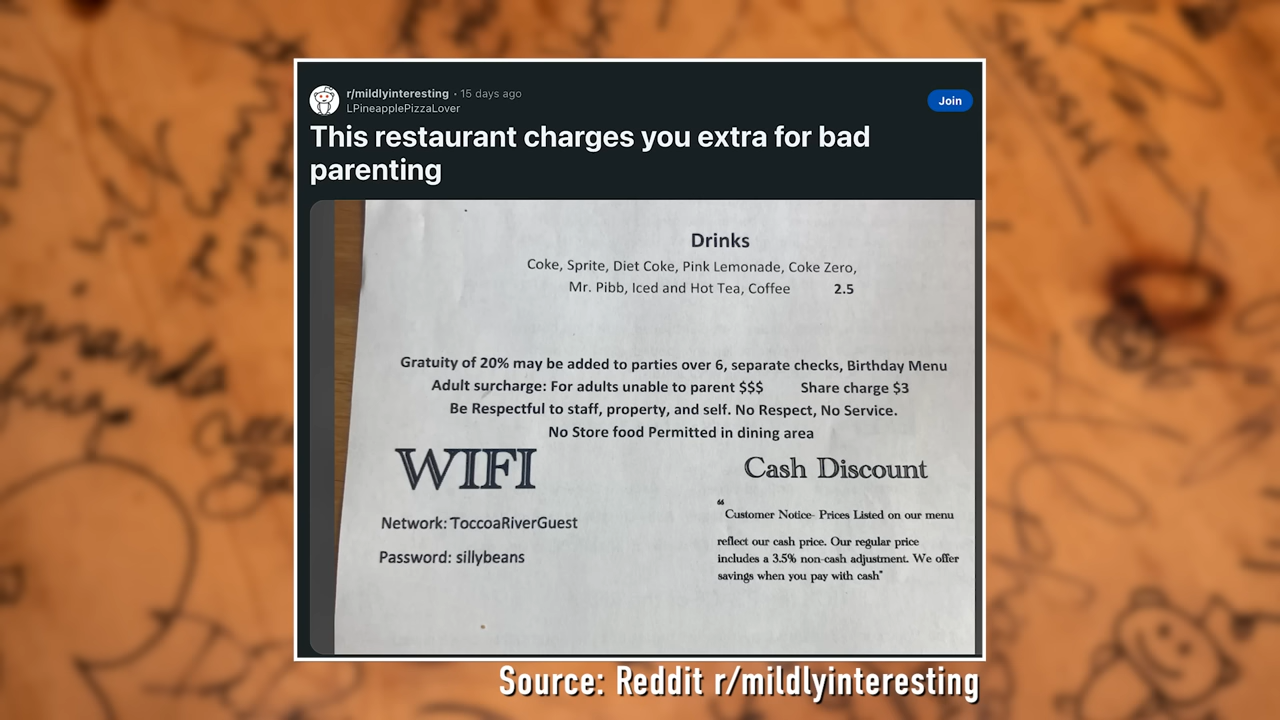 r/mildlyinteresting • 15 days ago
LPineapplePizzaLover
Join
This restaurant charges you extra for bad
parenting
Drinks
Coke, Sprite, Diet Coke, Pink Lemonade, Coke Zero,
Mr. Pibb, Iced and Hot Tea, Coffee 2.5
Gratuity of 20% may be added to parties over 6, separate checks, Birthday Menu
Adult surcharge: For adults unable to parent $$$ Share charge $3
Be Respectful to staff, property, and self. No Respect, No Service.
No Store food Permitted in dining area
WIFI
Network: ToccoaRiverGuest
Password: sillybeans
Cash Discount
“
Customer Notice- Prices Listed on our menu
reflect our cash price. Our regular price
includes a 3.5% non-cash adjustment. We offer
savings when you pay with cash"
Source: Reddit r/mildlyinteresting